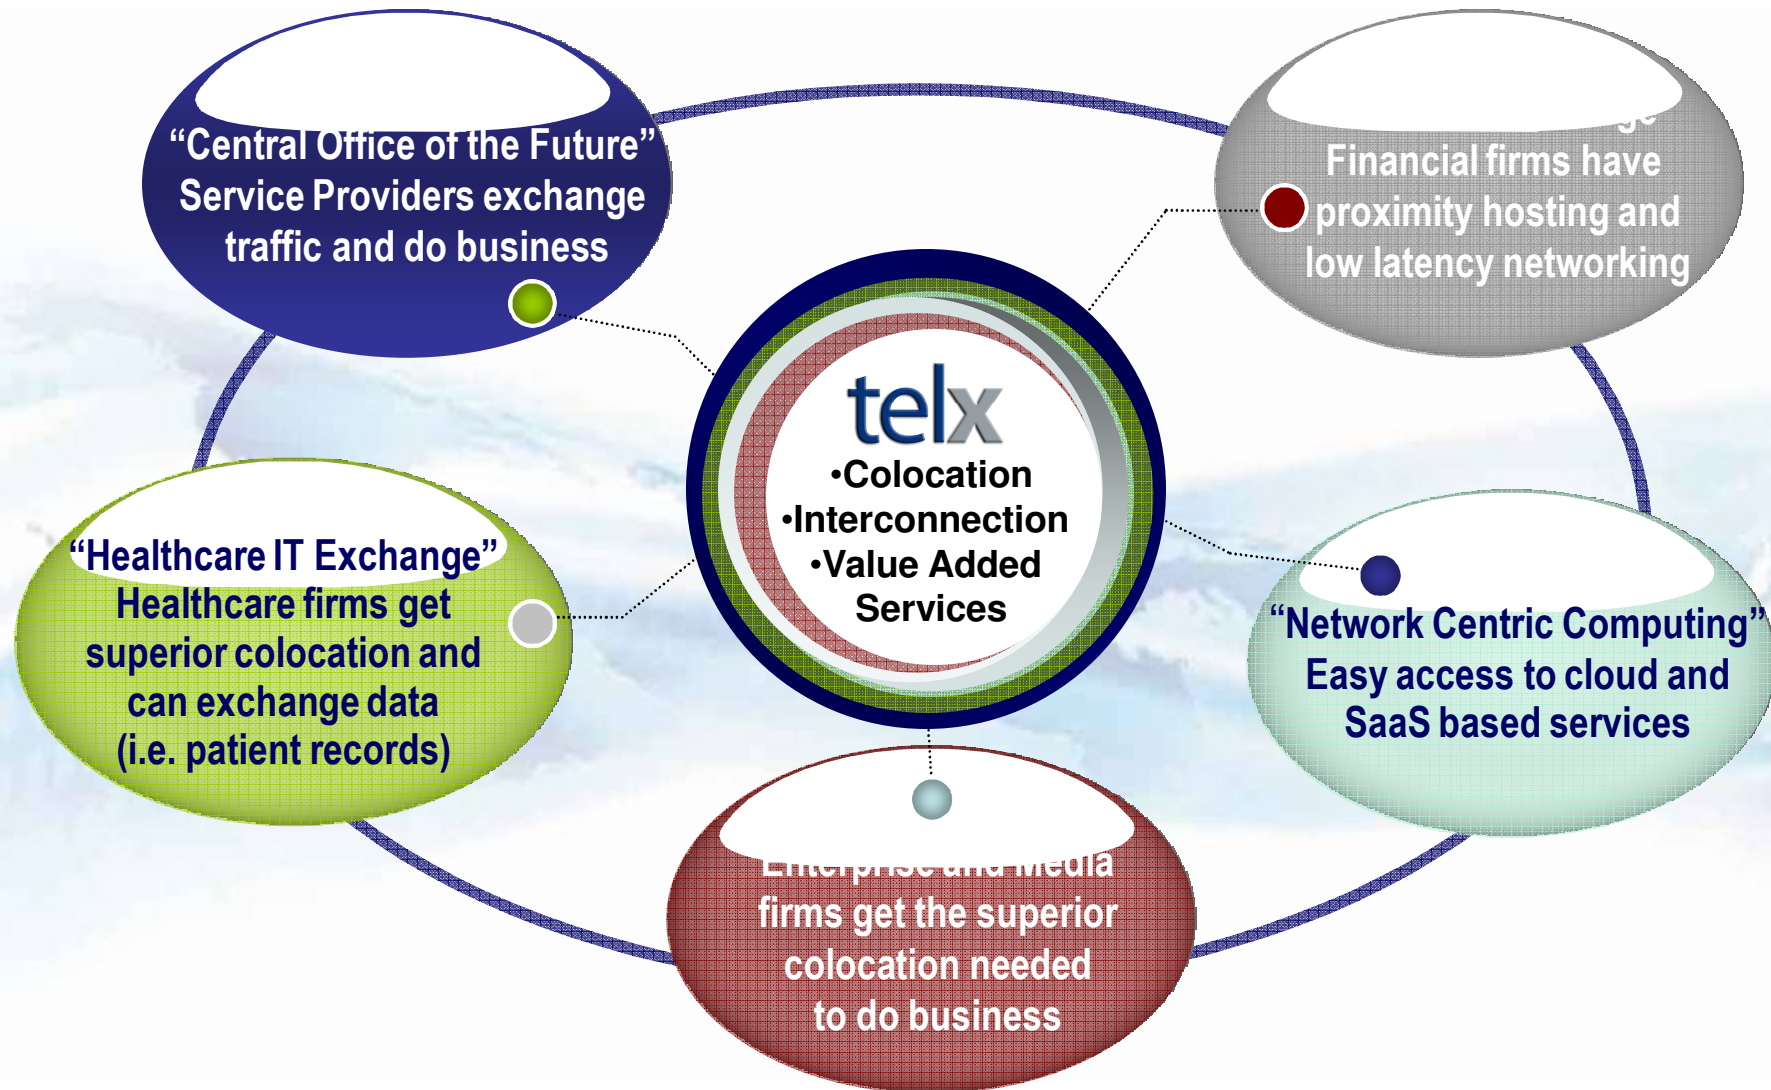 “Central Office of the Future”
Service Providers exchange
traffic and do business
Financial firms have
proximity hosting and
low latency networking
telx
•Colocation
•Interconnection
•Value Added
Services
“Healthcare IT Exchange”
Healthcare firms get
superior colocation and
can exchange data
(i.e. patient records)
“Network Centric Computing”
Easy access to cloud and
SaaS based services
Enterprise and Media
firms get the superior
colocation needed
to do business